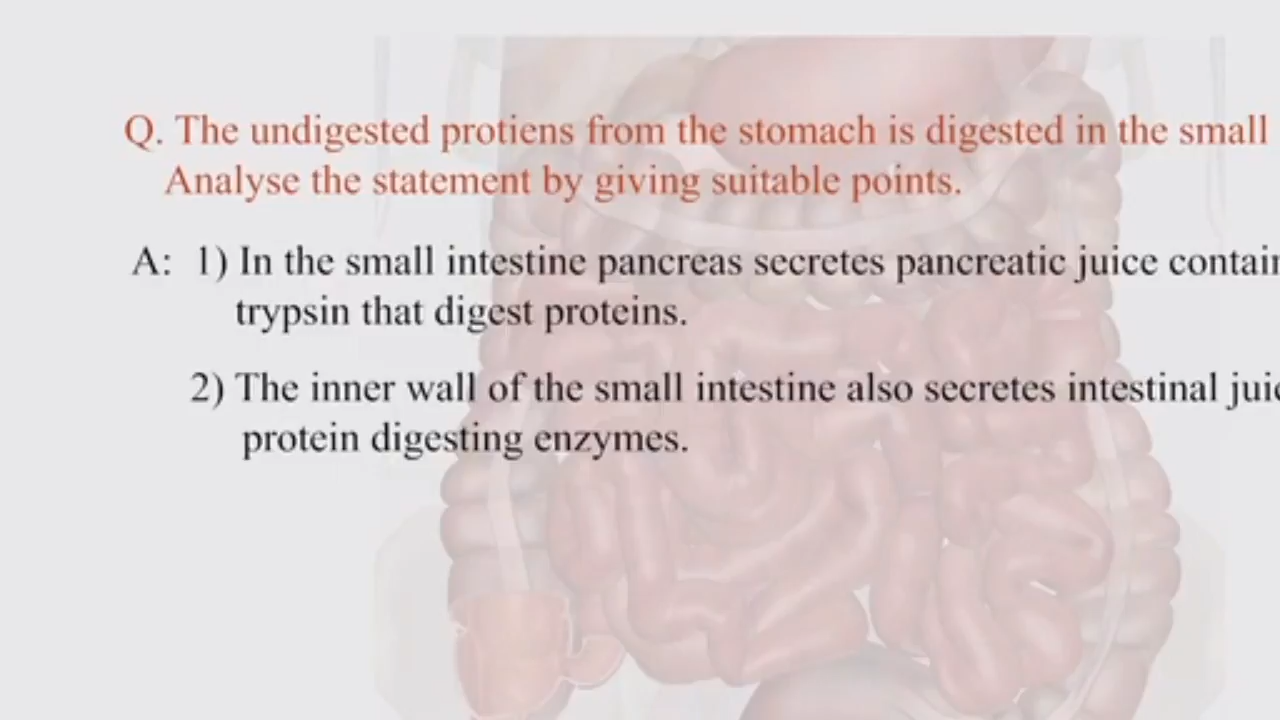 Q. The undigested protiens from the stomach is digested in the small
Analyse the statement by giving suitable points.
A: 1) In the small intestine pancreas secretes pancreatic juice contain
trypsin that digest proteins.
2) The inner wall of the small intestine also secretes intestinal juic
protein digesting enzymes.